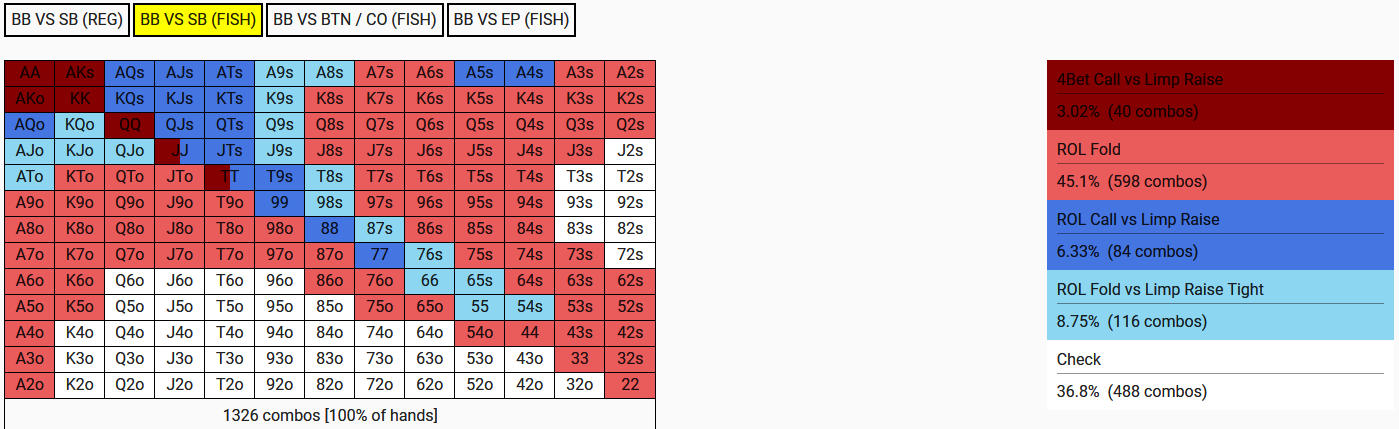 BB VS SB (REG) BB VS SB (FISH) BB VS BTN / CO (FISH) BB VS EP (FISH)
AA AKs AQs AJs ATs A9s A8s A7s A6s A5s A4s A3s A2s
AKo KK KQs KJs KTs K9s K8s K7s K6s K5s K4s K3s K2s
AQo KQo QQ QJs QTs Q9s Q8s Q7s Q6s Q5s Q4s Q3s Q2s
AJo KJo QJo JJ JTs J9s J8s J7s J6s J5s J4s J3s J2s
ATo KTo QTo JTo TT T9s T8s T7s T6s T5s T4s T3s T2s
A9o K9o Q9o J9o T9o 99 98s 97s 96s 95s 94s 93s 92s
A8o K8o Q8o J8o T8o 98o 88 87s 86s 85s 84s 83s 82s
A7o K7o Q7o J7o T7o 97o 87o 77 76s 75s 74s 73s 72s
A6o K6o Q6o J6o T6o 96o 86o 76o 66 65s 64s 63s 62s
A5o K5o Q5o J5o T5o 95o 85o 75o 65o 55 54s 53s 52s
A4o K4o Q4o J4o T4o 94o 84o 74o 64o 54o 44 43s 42s
A3o K3o Q3o J3o T3o 93o 83o 73o 63o 53o 43o 33 32s
A2o K2o Q2o J2o T2o 92o 82o 72o 62o 52o 42o 32o 22
1326 combos [100% of hands]
4Bet Call vs Limp Raise
3.02% (40 combos)
ROL Fold
45.1% (598 combos)
ROL Call vs Limp Raise
6.33% (84 combos)
ROL Fold vs Limp Raise Tight
8.75% (116 combos)
Check
36.8% (488 combos)